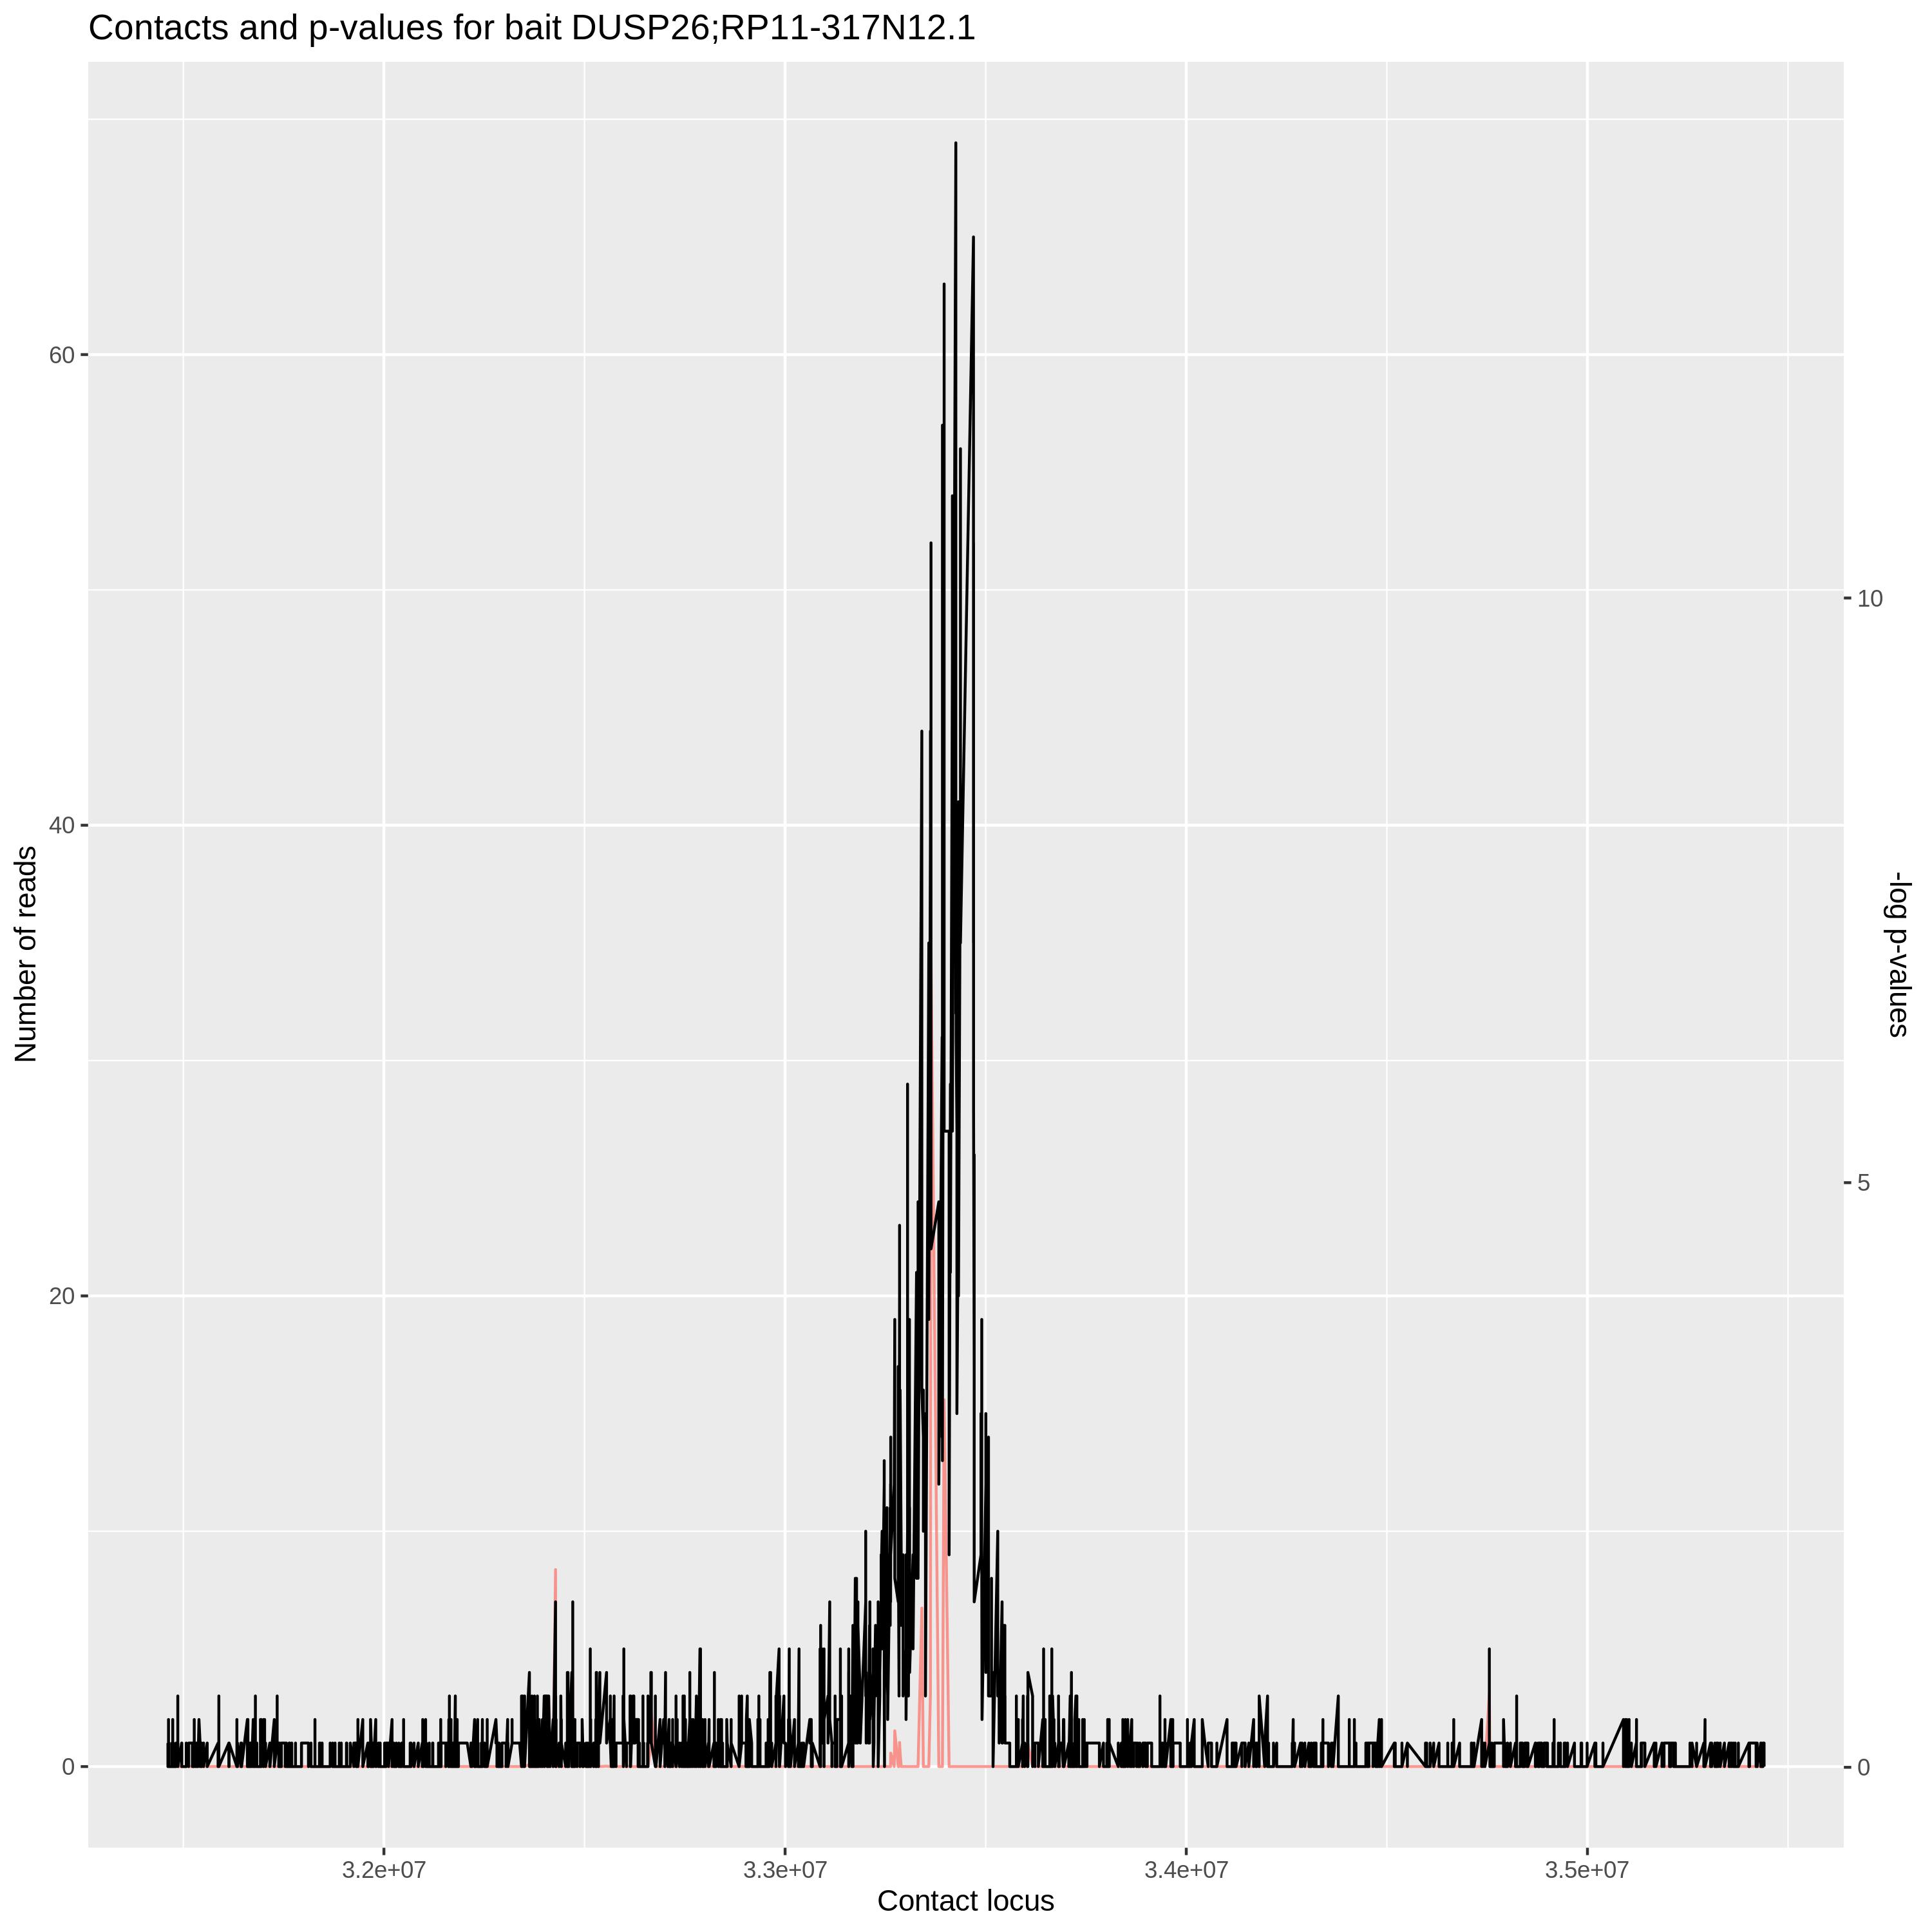 Contacts and p-values for bait DUSP26;RP11-317N12.1
60
40
20
0
Number of reads
10
5
0
-log p-values
3.2e+07
3.3e+07
3.4e+07
3.5e+07
Contact locus